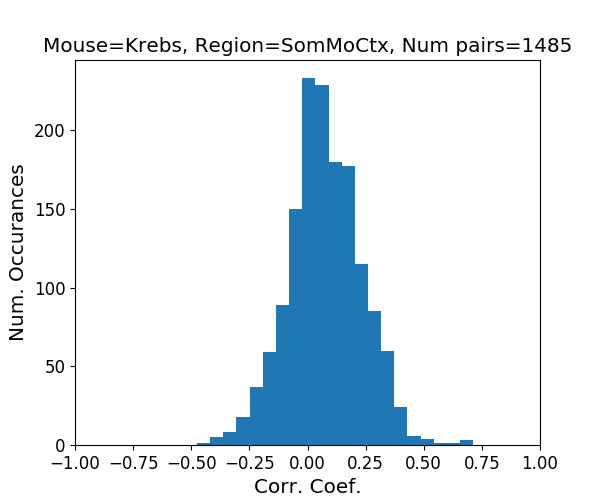 Mouse=Krebs, Region=SomMoCtx, Num pairs=1485
Num. Occurances
200
150
100
50
0
−1.00 −0.75 −0.50 −0.25 0.00 0.25 0.50 0.75 1.00
Corr. Coef.